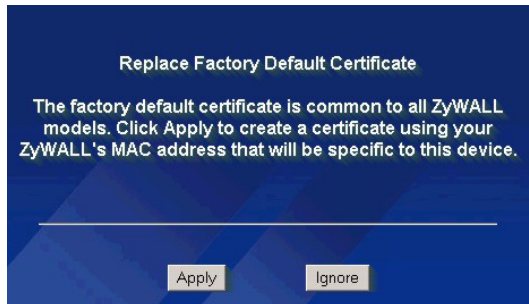 Replace Factory Default Certificate
The factory default certificate is common to all ZyWALL
models. Click Apply to create a certificate using your
ZyWALL's MAC address that will be specific to this device.
Apply
Ignore